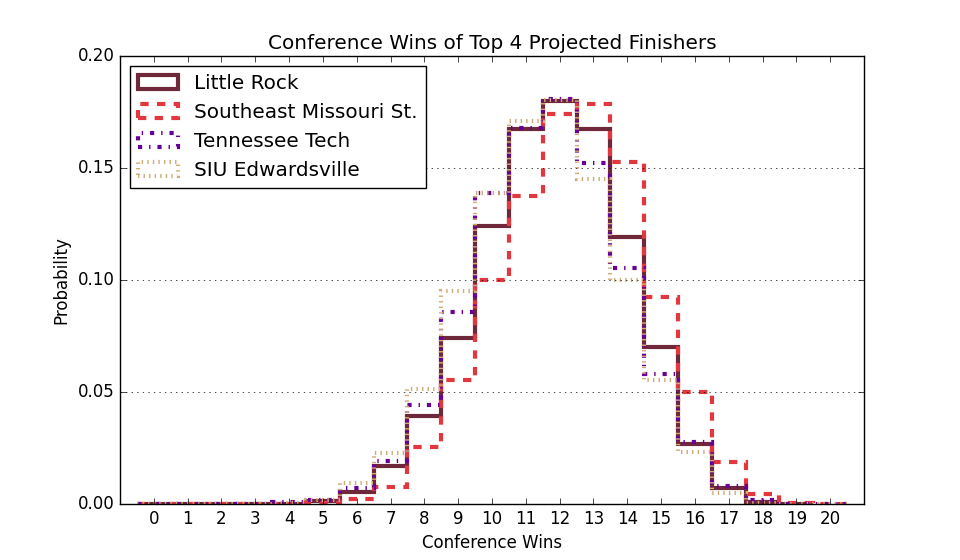 Conference Wins of Top 4 Projected Finishers
0.20
Little Rock
Southeast Missouri St.
Tennessee Tech
SIU Edwardsville
0.15
0.10
0.05
0.00
Probability
0 1 2 3 4 5 6 7 8 9 10 11 12 13 14 15 16 17 18 19 20
Conference Wins